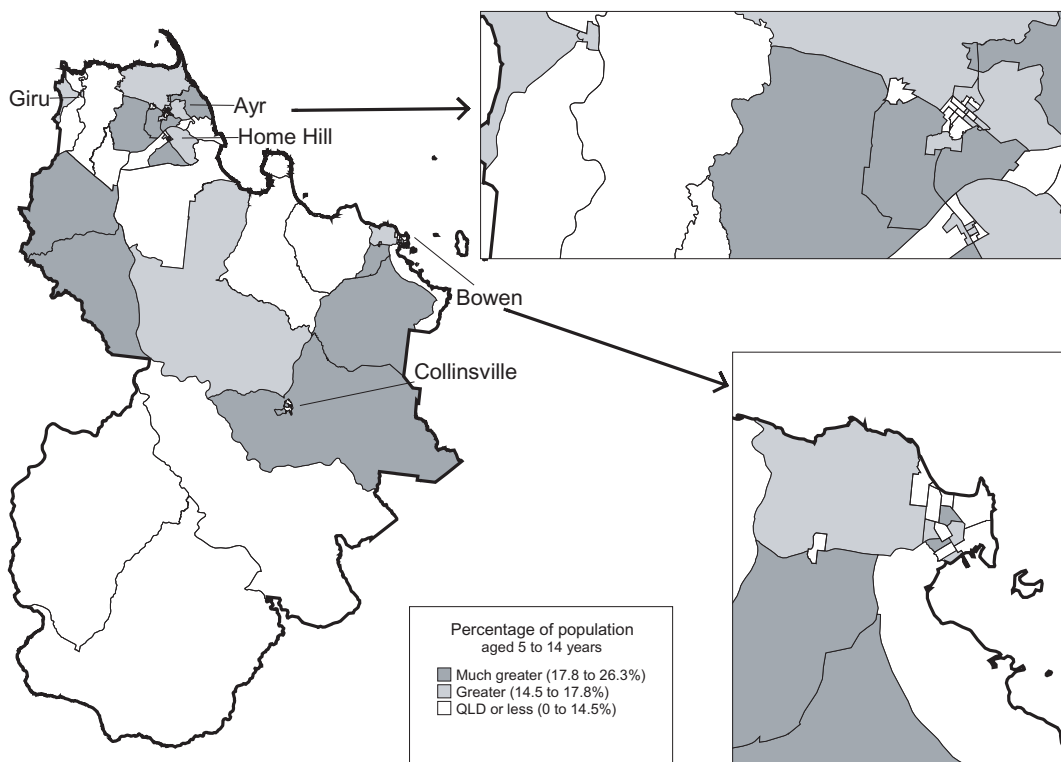 Giru
Ayr
Home Hill
Bowen
Collinsville
Percentage of population
aged 5 to 14 years
Much greater (17.8 to 26.3%)
Greater (14.5 to 17.8%)
QLD or less (0 to 14.5%)